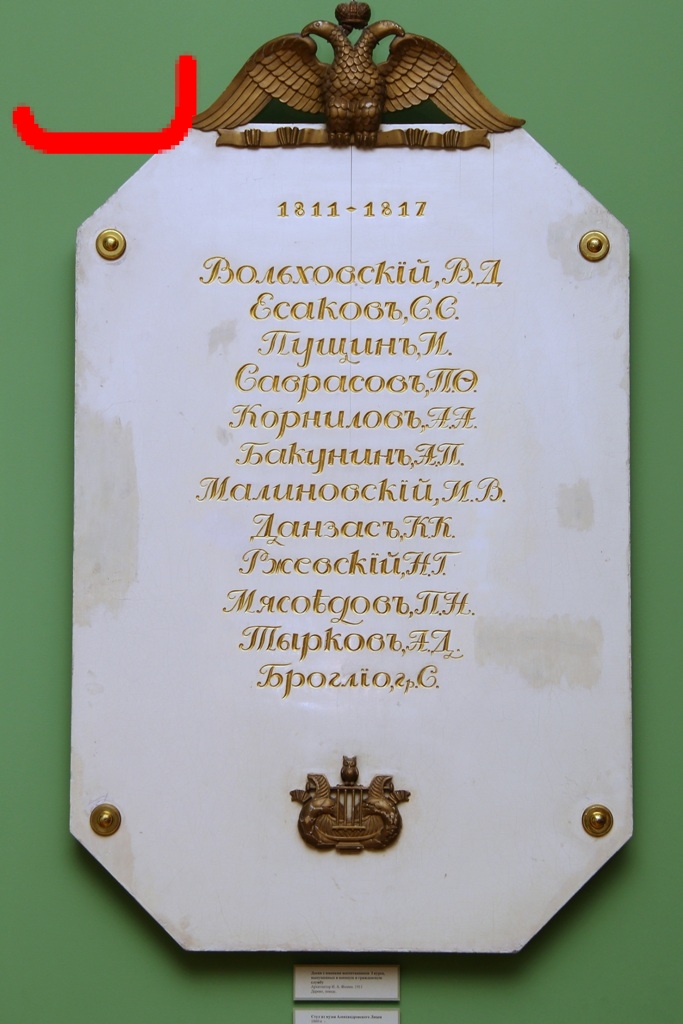 1811-1817
Вольховскій, В.Д
Есаковъ, С.С.
Пущинъ, И.
Саврасовъ, П.Ѳ.
Корниловъ, А.А.
Бакунинъ, А.П.
Малиновскій, И.В.
Данзасъ, К.К.
Ржевскій, Н.Г
Мясоѣдовъ, П.Н.
Тырковъ, А.Д.
Брогліо, гр. С.